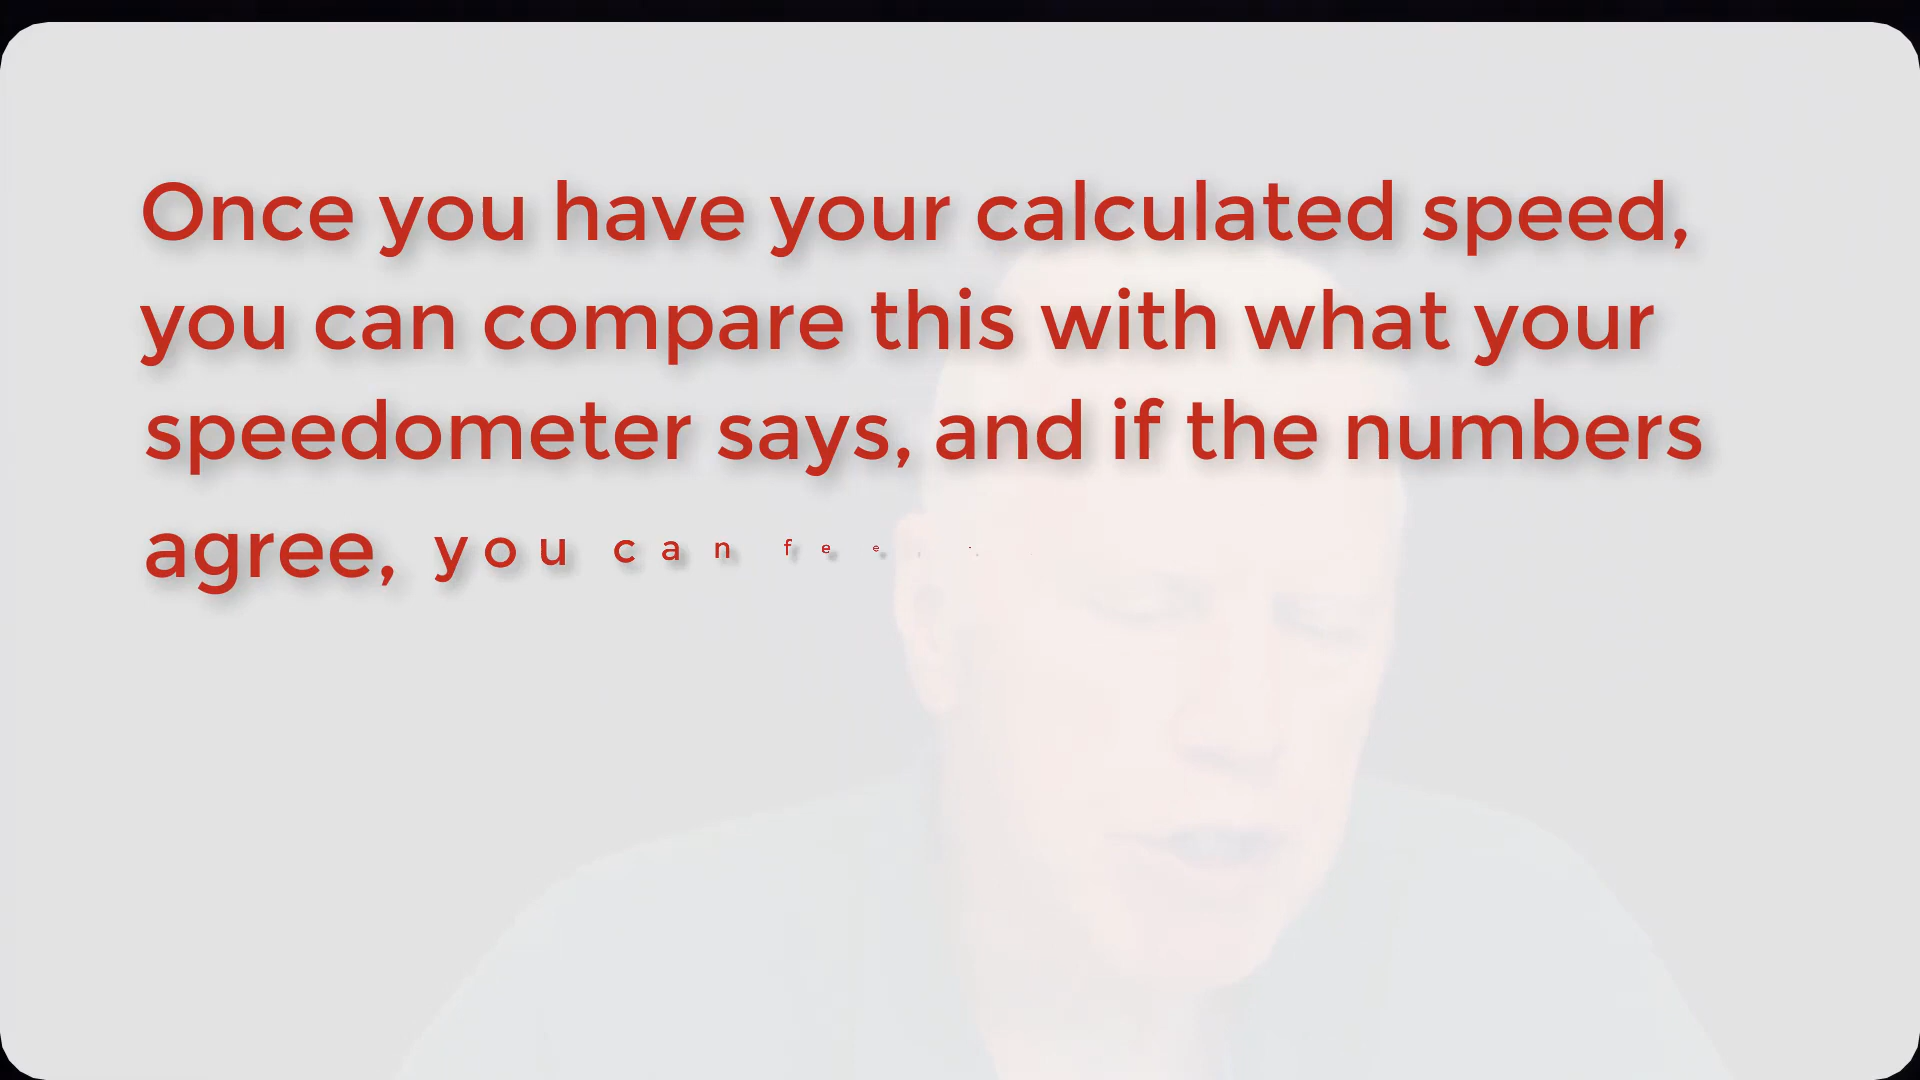 Once you have your calculated speed,
you can compare this with what your
speedometer says, and if the numbers
agree, you can